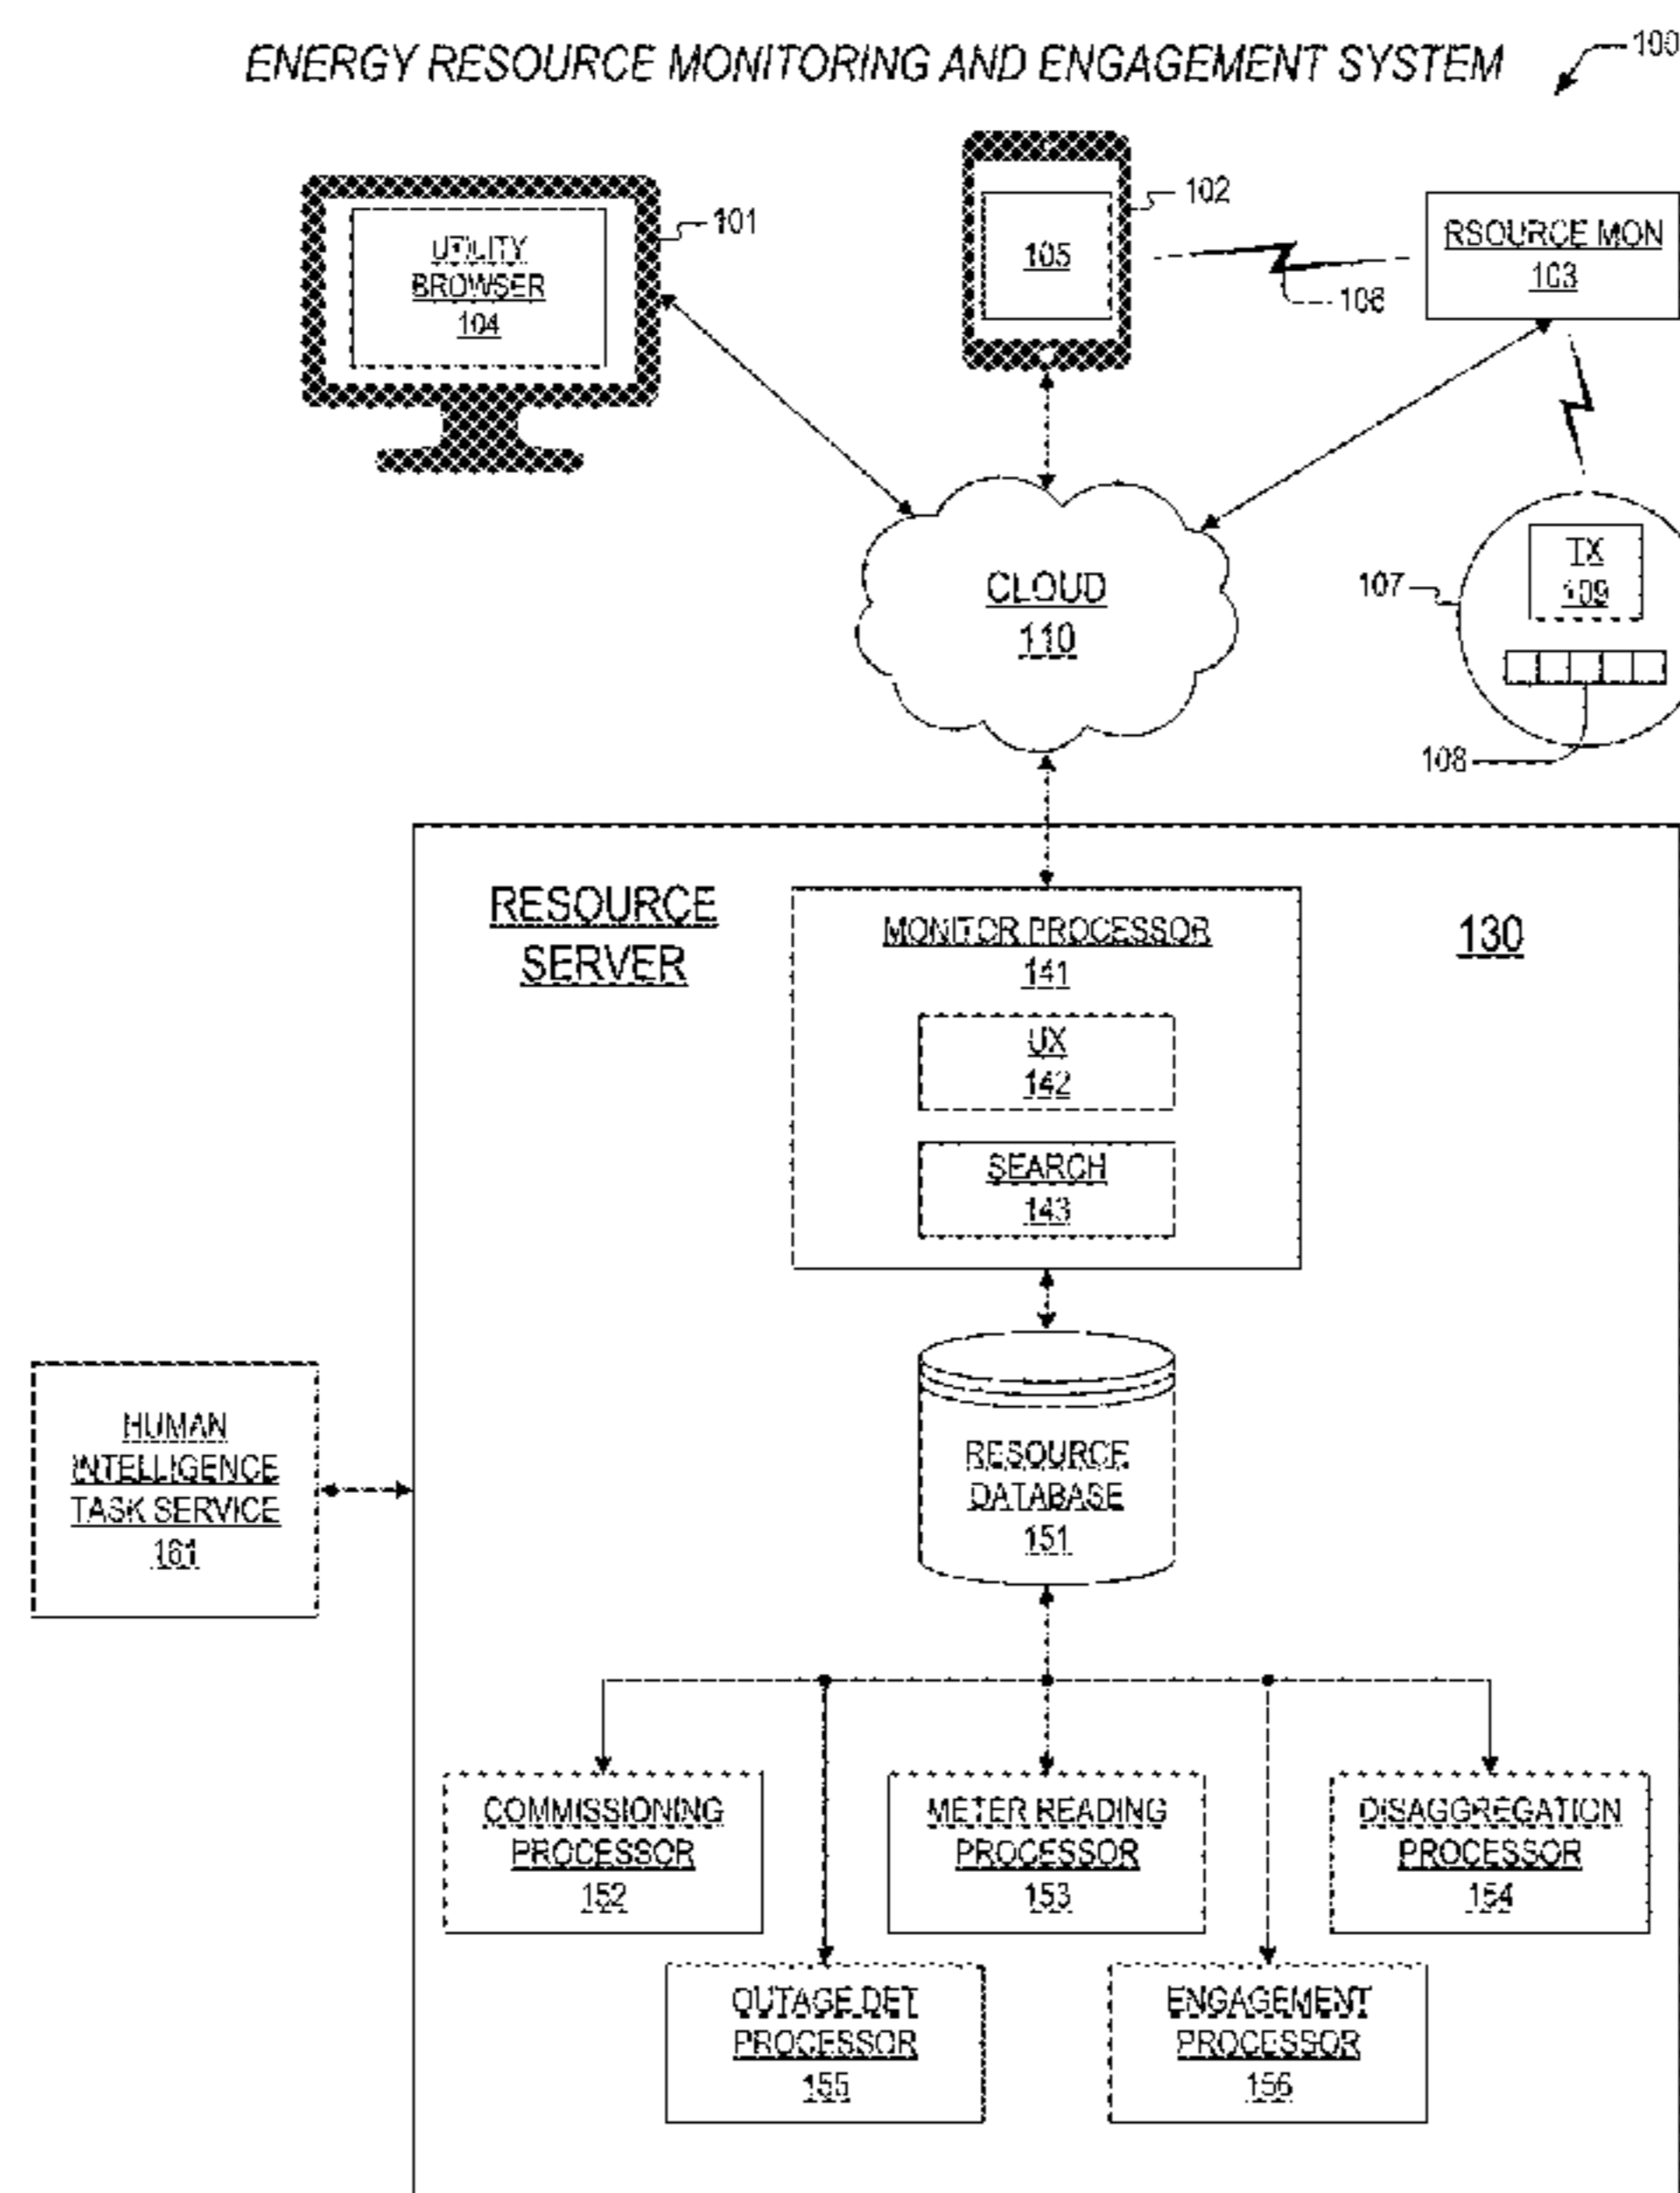 ENERGY RESOURCE MONITORING AND ENGAGEMENT SYSTEM
100
UTILITY
BROWSER
104
101
105
102
106
RSOURCE MON
103
CLOUD
110
107
TX
109
108
RESOURCE
SERVER
130
MONITOR PROCESSOR
141
UX
142
SEARCH
143
HUMAN
INTELLIGENCE
TASK SERVICE
161
RESOURCE
DATABASE
151
COMMISSIONING
PROCESSOR
152
METER READING
PROCESSOR
153
DISAGGREGATION
PROCESSOR
154
OUTAGE DET
PROCESSOR
155
ENGAGEMENT
PROCESSOR
156